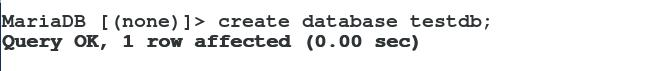 MariaDB [(none)]> create database testdb;
Query OK, 1 row affected (0.00 sec)